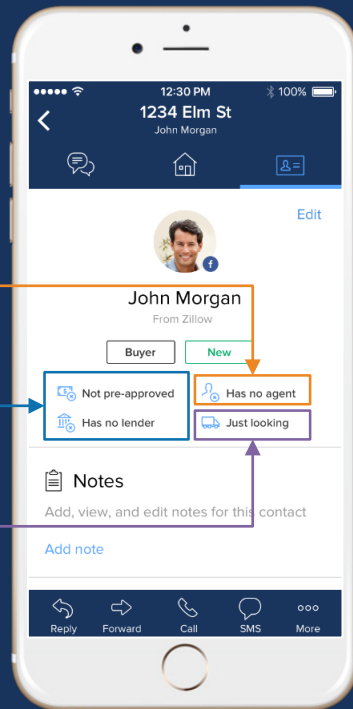 12:30 PM
100%
1234 Elm St
John Morgan
Edit
f
John Morgan
From Zillow
Buyer
New
Not pre-approved
Has no agent
Has no lender
Just looking
Notes
Add, view, and edit notes for this contact
Add note
Reply Forward Call SMS More